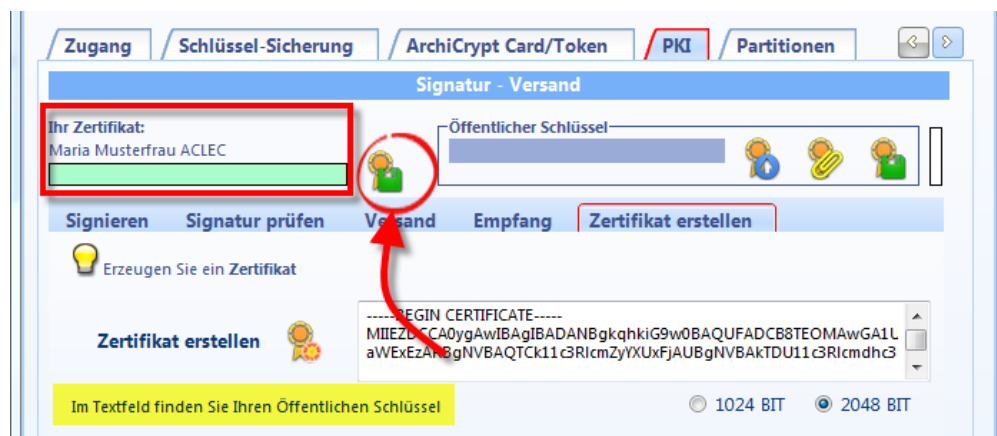 Zugang Schlüssel-Sicherung ArchiCrypt Card/Token PKI Partitionen
Signatur - Versand
Ihr Zertifikat:
Maria Musterfrau ACLEC
Öffentlicher Schlüssel
Signieren Signatur prüfen Versand Empfang Zertifikat erstellen
Erzeugen Sie ein Zertifikat
Zertifikat erstellen
-----BEGIN CERTIFICATE-----
Im Textfeld finden Sie Ihren Öffentlichen Schlüssel
1024 BIT 2048 BIT